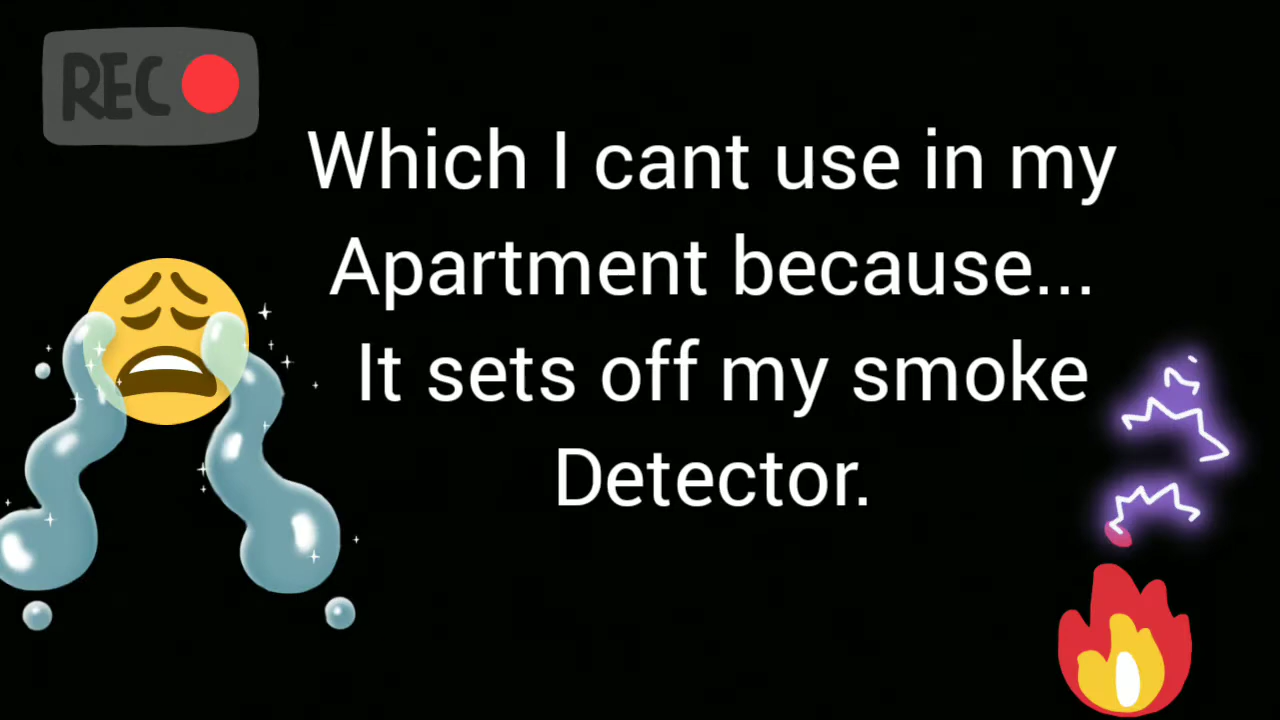 REC
Which I cant use in my
Apartment because...
It sets off my smoke
Detector.